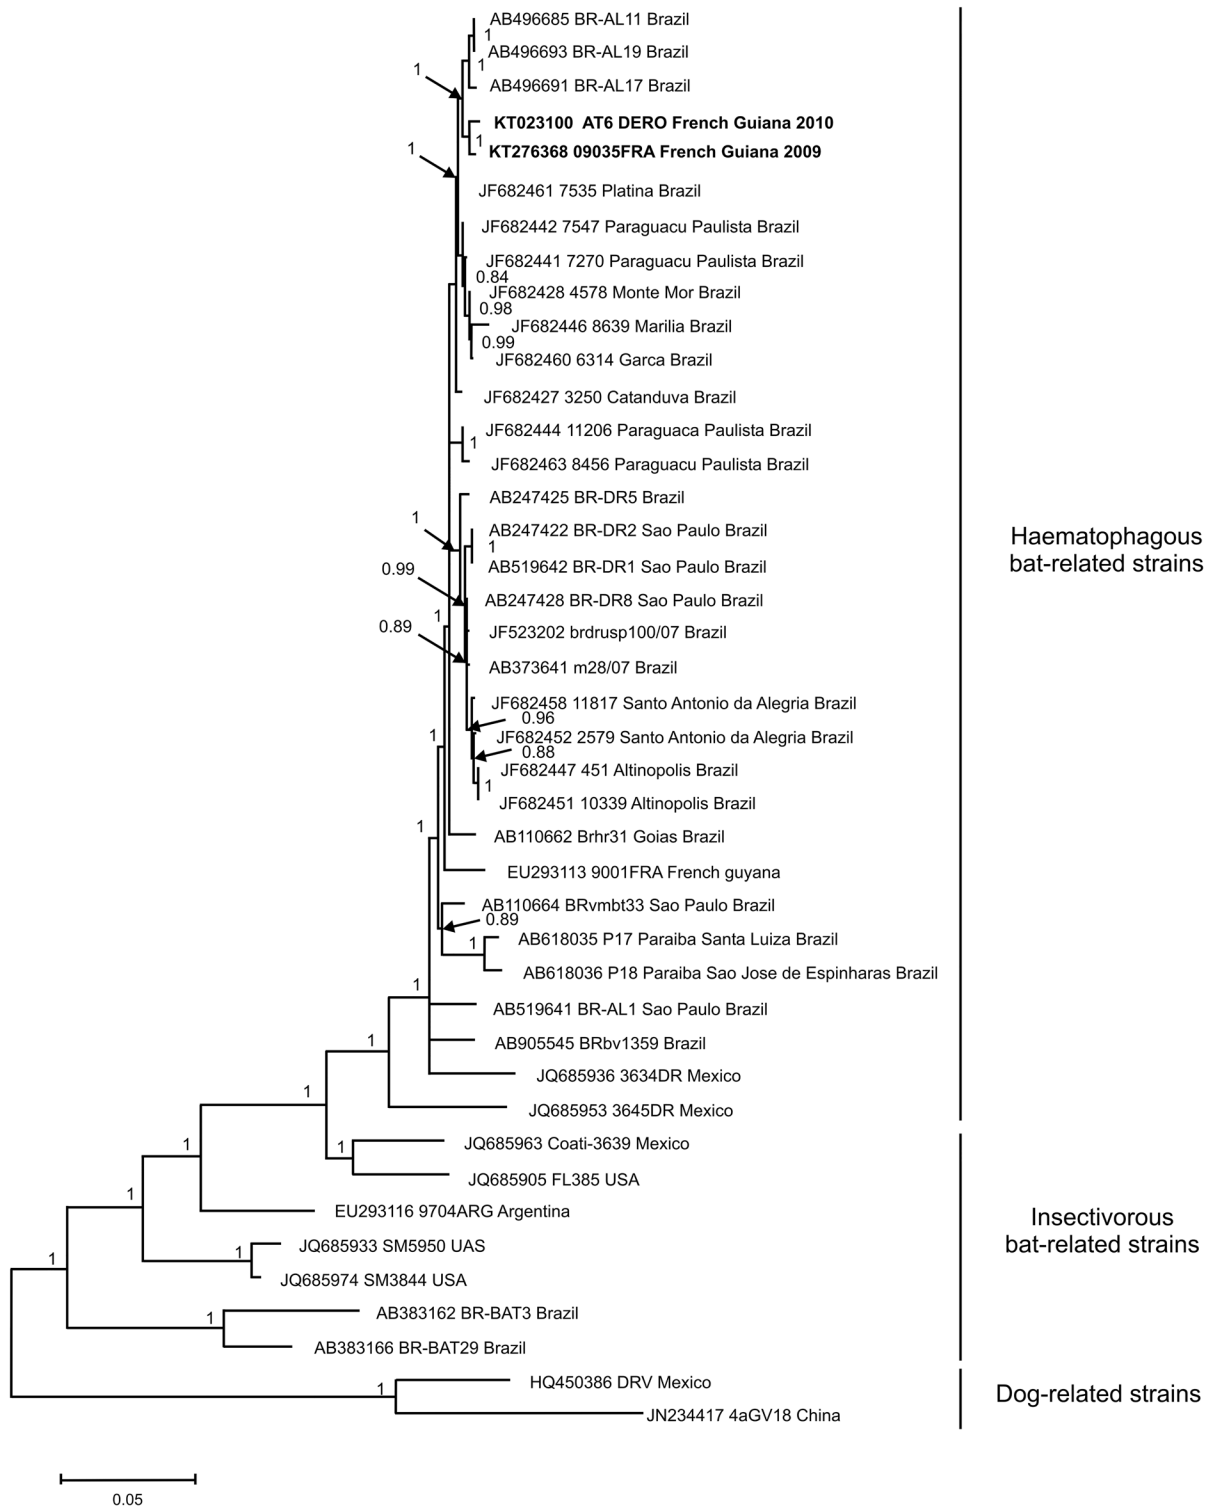 AB496685 BR-AL11 Brazil
1
AB496693 BR-AL19 Brazil
1
1
AB496691 BR-AL17 Brazil
KT023100 AT6 DERO French Guiana 2010
1
1
KT276368 09035FRA French Guiana 2009
JF682461 7535 Platina Brazil
JF682442 7547 Paraguacu Paulista Brazil
JF682441 7270 Paraguacu Paulista Brazil
0.84
JF682428 4578 Monte Mor Brazil
0.98
JF682446 8639 Marilia Brazil
0.99
JF682460 6314 Garca Brazil
JF682427 3250 Catanduva Brazil
JF682444 11206 Paraguaca Paulista Brazil
1
JF682463 8456 Paraguacu Paulista Brazil
AB247425 BR-DR5 Brazil
1
AB247422 BR-DR2 Sao Paulo Brazil
1
Haematophagous
bat-related strains
AB519642 BR-DR1 Sao Paulo Brazil
0.99
AB247428 BR-DR8 Sao Paulo Brazil
1
0.89
JF523202 brdrusp100/07 Brazil
AB373641 m28/07 Brazil
JF682458 11817 Santo Antonio da Alegria Brazil
0.96
1
JF682452 2579 Santo Antonio da Alegria Brazil
0.88
JF682447 451 Altinopolis Brazil
1
JF682451 10339 Altinopolis Brazil
1
AB110662 Brhr31 Goias Brazil
EU293113 9001FRA French guyana
AB110664 BRvmbt33 Sao Paulo Brazil
0.89
AB618035 P17 Paraiba Santa Luiza Brazil
1
AB618036 P18 Paraiba Sao Jose de Espinharas Brazil
1
AB519641 BR-AL1 Sao Paulo Brazil
1
AB905545 BRbv1359 Brazil
JQ685936 3634DR Mexico
1
JQ685953 3645DR Mexico
1
JQ685963 Coati-3639 Mexico
1
JQ685905 FL385 USA
1
EU293116 9704ARG Argentina
Insectivorous
bat-related strains
JQ685933 SM5950 UAS
1
1
JQ685974 SM3844 USA
AB383162 BR-BAT3 Brazil
1
AB383166 BR-BAT29 Brazil
HQ450386 DRV Mexico
1
Dog-related strains
JN234417 4aGV18 China
0.05